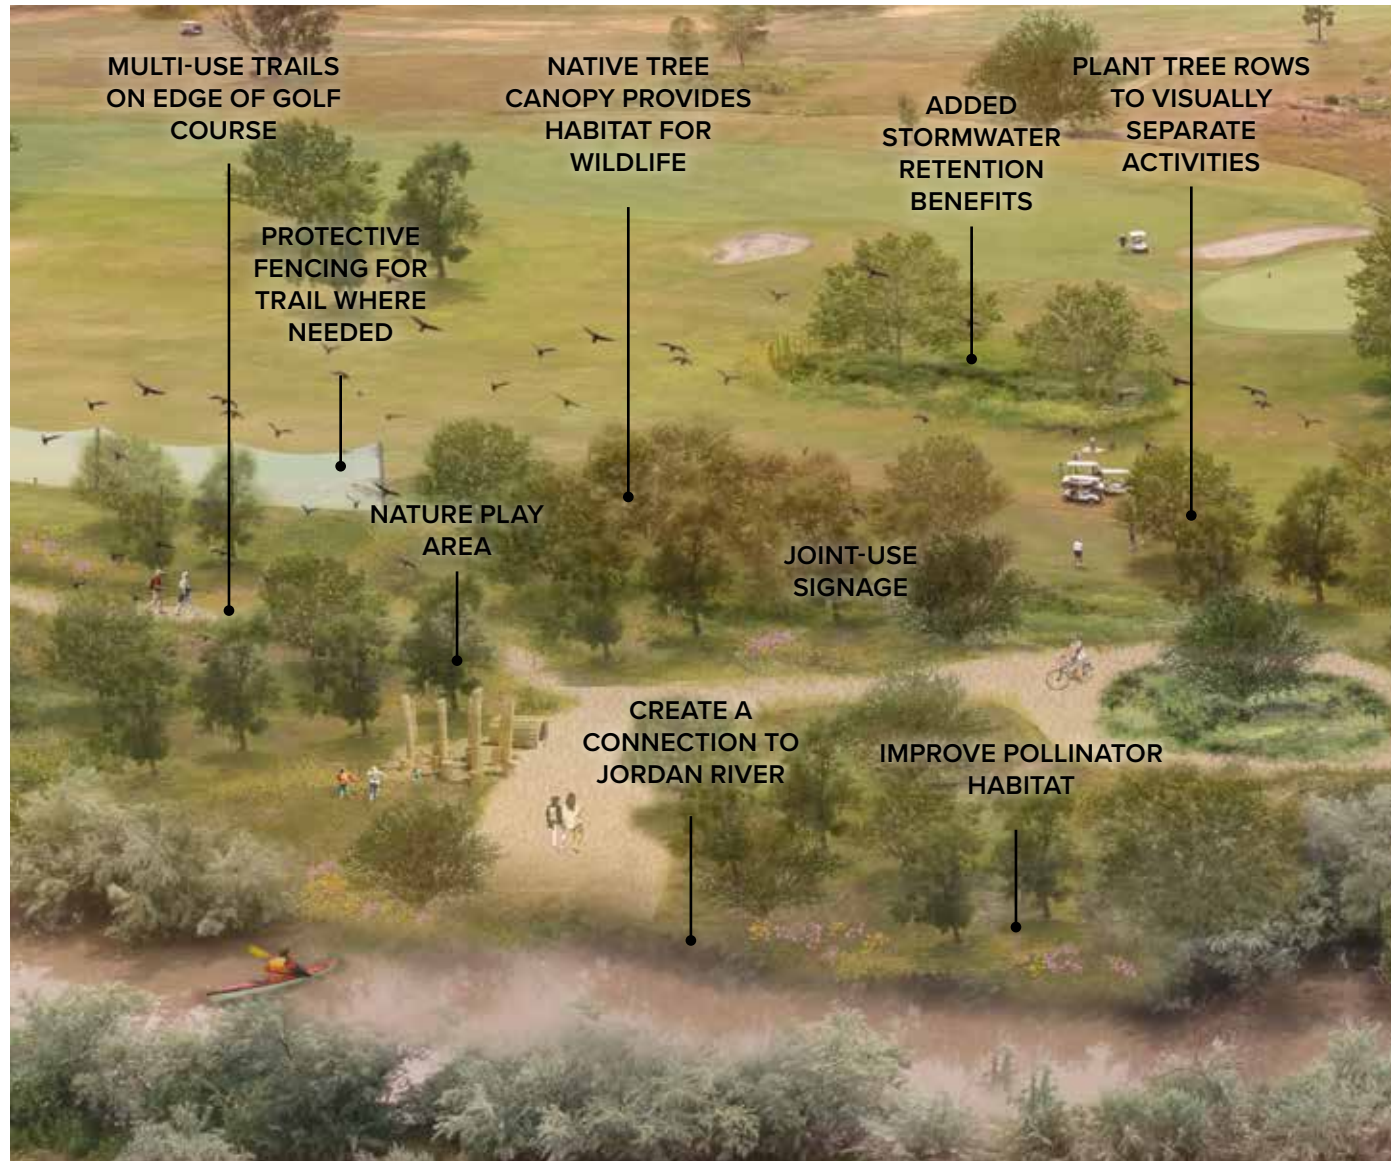 MULTI-USE TRAILS
ON EDGE OF GOLF
COURSE
NATIVE TREE
CANOPY PROVIDES
HABITAT FOR
WILDLIFE
ADDED
STORMWATER
RETENTION
BENEFITS
PLANT TREE ROWS
TO VISUALLY
SEPARATE
ACTIVITIES
PROTECTIVE
FENCING FOR
TRAIL WHERE
NEEDED
NATURE PLAY
AREA
JOINT-USE
SIGNAGE
CREATE A
CONNECTION TO
JORDAN RIVER
IMPROVE POLLINATOR
HABITAT